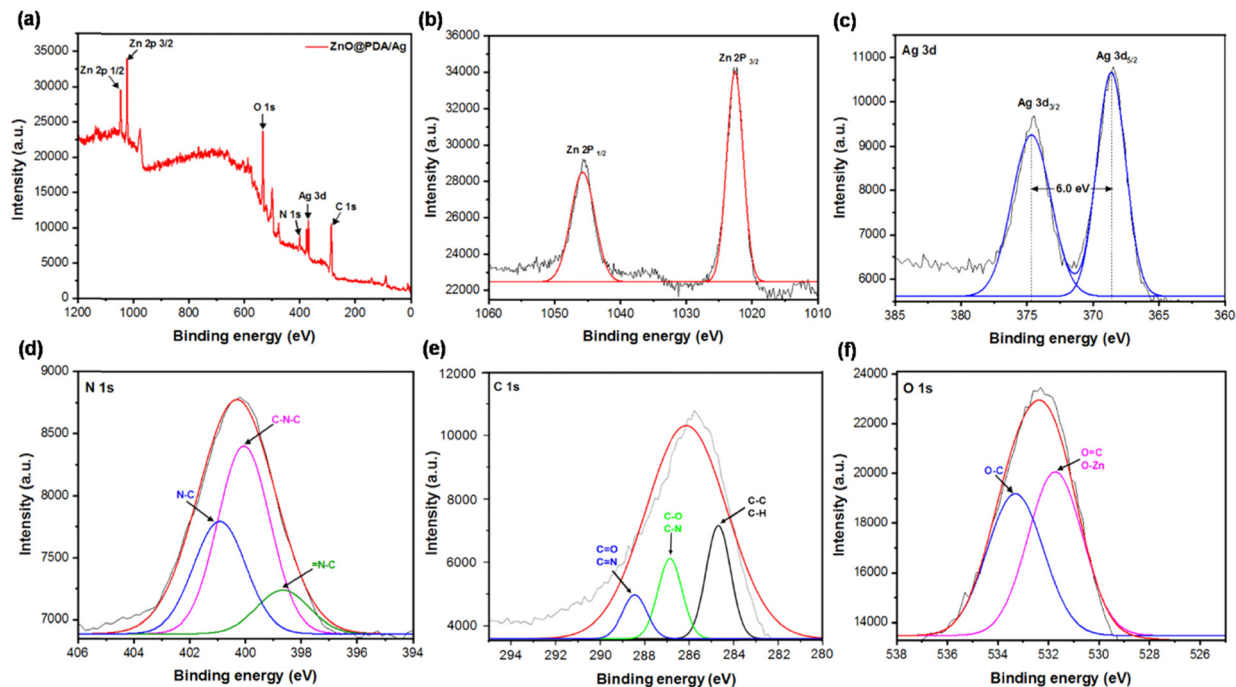 (a)
ZnO@PDA/Ag
Zn 2p 3/2
Zn 2p 1/2
O 1s
N 1s
Ag 3d
C 1s
Intensity (a.u.)
35000
30000
25000
20000
15000
10000
5000
0
1200 1000 800 600 400 200 0
Binding energy (eV)
(b)
Zn 2P 3/2
Zn 2P 1/2
Intensity (a.u.)
36000
34000
32000
30000
28000
26000
24000
22000
1060 1050 1040 1030 1020 1010
Binding energy (eV)
(c)
Ag 3d
Ag 3d5/2
Ag 3d3/2
6.0 eV
Intensity (a.u.)
11000
10000
9000
8000
7000
6000
385 380 375 370 365 360
Binding energy (eV)
(d)
N 1s
C-N-C
N-C
=N-C
Intensity (a.u.)
9000
8500
8000
7500
7000
406 404 402 400 398 396 394
Binding energy (eV)
(e)
C 1s
C-C
C-H
C-O
C-N
C=O
C=N
Intensity (a.u.)
12000
10000
8000
6000
4000
294 292 290 288 286 284 282 280
Binding energy (eV)
(f)
O 1s
O=C
O-Zn
O-C
Intensity (a.u.)
24000
22000
20000
18000
16000
14000
538 536 534 532 530 528 526
Binding energy (eV)